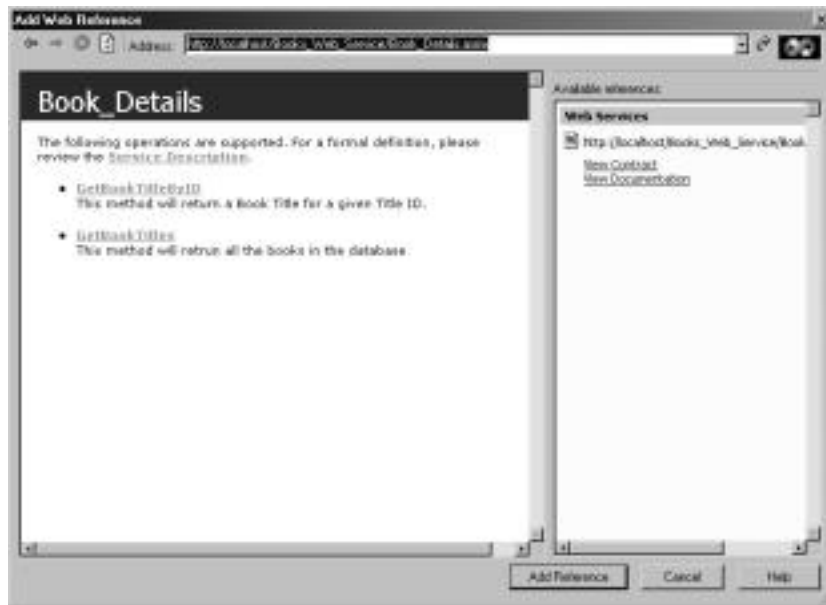 Add Web Reference
Address: http://localhost/Books_Web_Service/Book_Details.asmx
Book_Details
The following operations are supported. For a formal definition, please
review the Service Description.
GetBookTitleByID
This method will return a Book Title for a given Title ID.
GetBookTitles
This method will retrun all the books in the database
Available references:
Web Services
http://localhost/Books_Web_Service/Book
View Contract
View Documentation
Add Reference
Cancel
Help